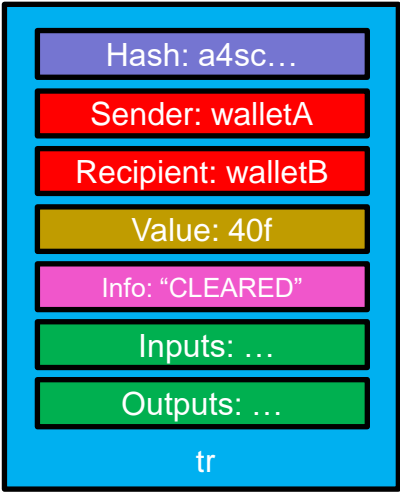 Hash: a4sc…
Sender: walletA
Recipient: walletB
Value: 40f
Info: “CLEARED”
Inputs: …
Outputs: …
tr